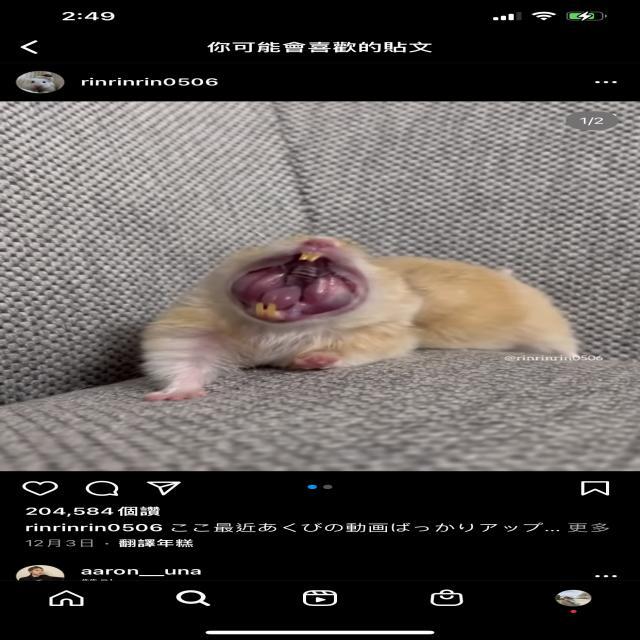 2:49
你可能會喜歡的貼文
rinrinrin0506
1/2
@rinrinrin0506
204,584 個讚
rinrinrin0506 ここ最近あくびの動画ばっかりアップ... 更多
12月3日 · 翻譯年糕
aaron__una